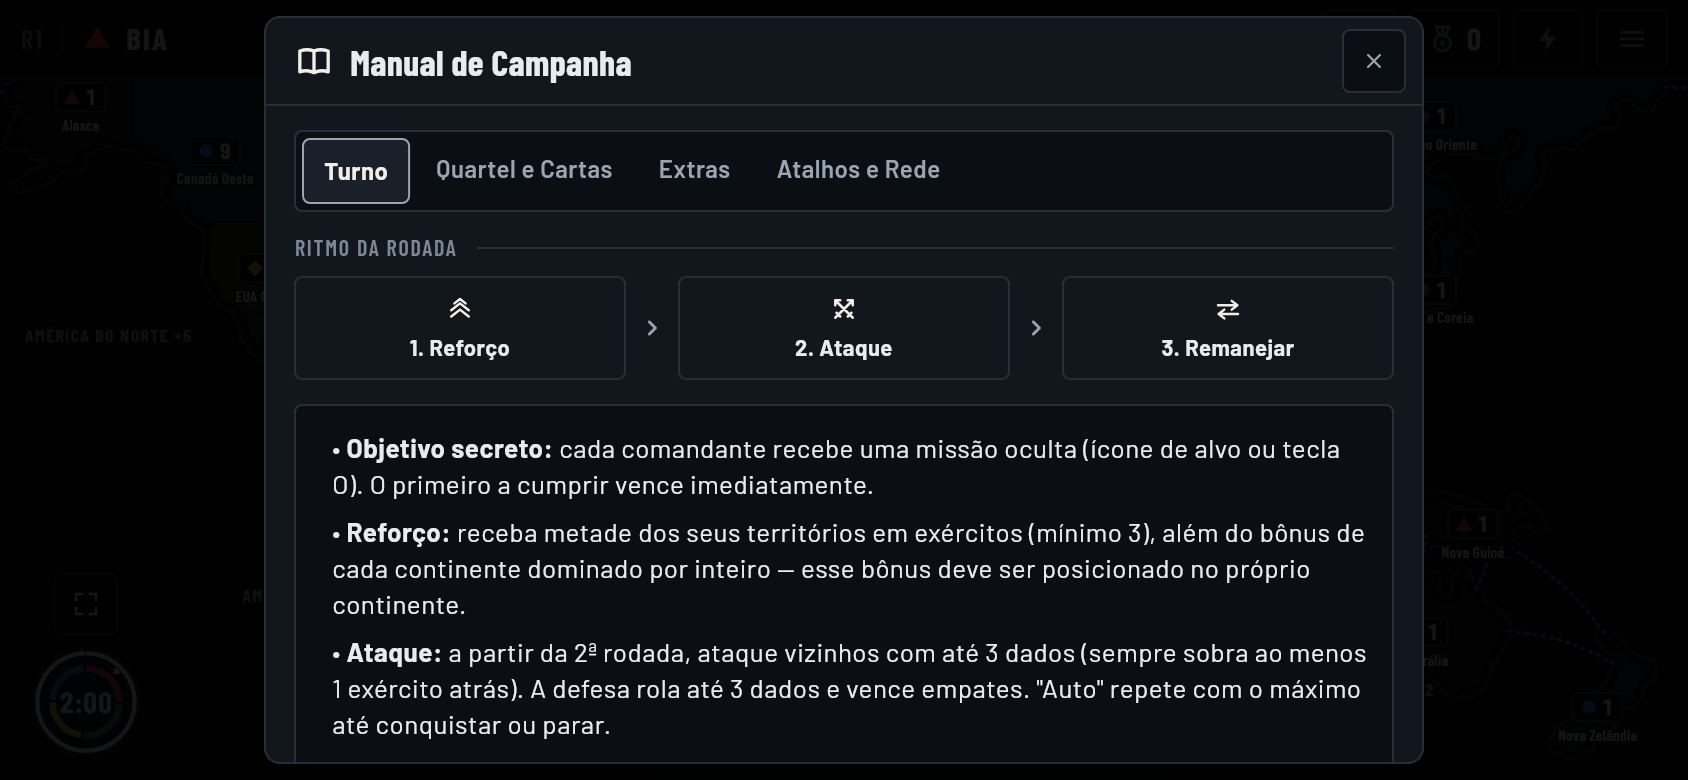 R1 BIA
Manual de Campanha
0
1
Alasca
9
Canadá Oeste
1
Oriente
Turno Quartel e Cartas Extras Atalhos e Rede
RITMO DA RODADA
EUA
1
e Coreia
AMÉRICA DO NORTE +5
1. Reforço
2. Ataque
3. Remanejar
• Objetivo secreto: cada comandante recebe uma missão oculta (ícone de alvo ou tecla
O). O primeiro a cumprir vence imediatamente.
• Reforço: receba metade dos seus territórios em exércitos (mínimo 3), além do bônus de
cada continente dominado por inteiro — esse bônus deve ser posicionado no próprio
continente.
• Ataque: a partir da 2ª rodada, ataque vizinhos com até 3 dados (sempre sobra ao menos
1 exército atrás). A defesa rola até 3 dados e vence empates. "Auto" repete com o máximo
até conquistar ou parar.
1
Nova Guiné
AM
1
2
2:00
1
Nova Zelândia